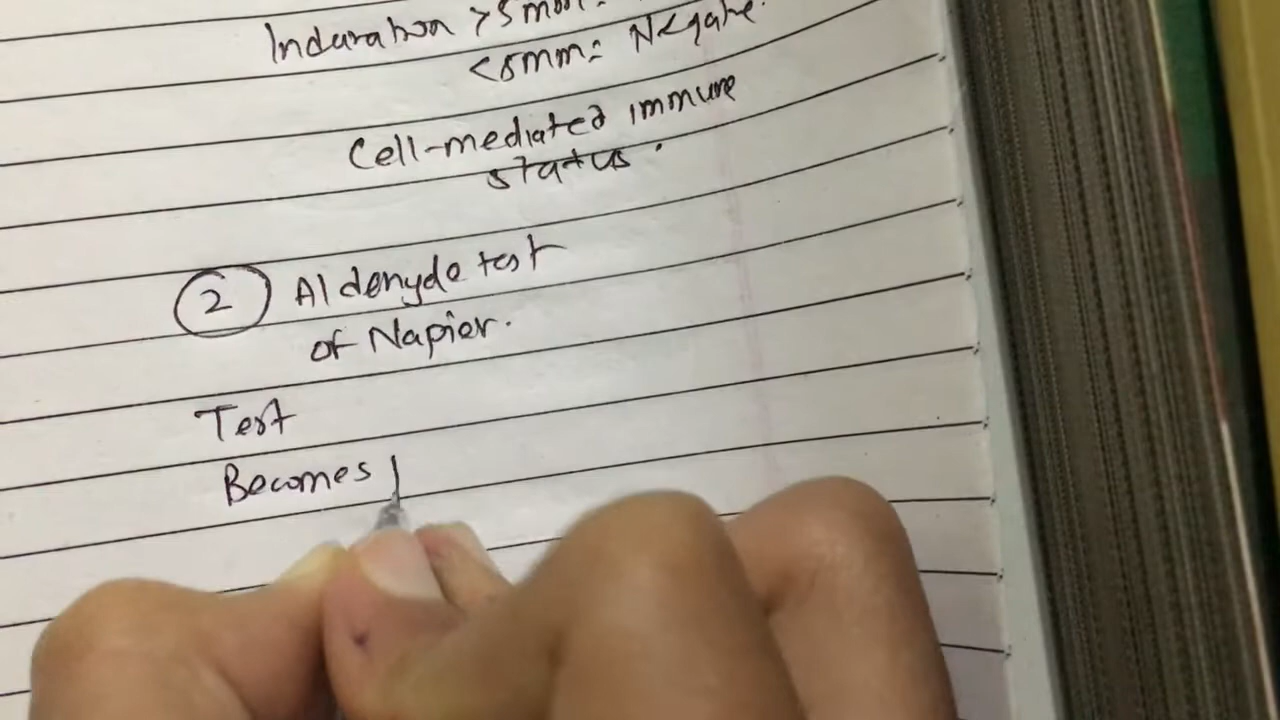 Induration >5mm:
<5mm: Negative.
Cell-mediated immune
status.
2 Aldehyde test
of Napier.
Test
Becomes